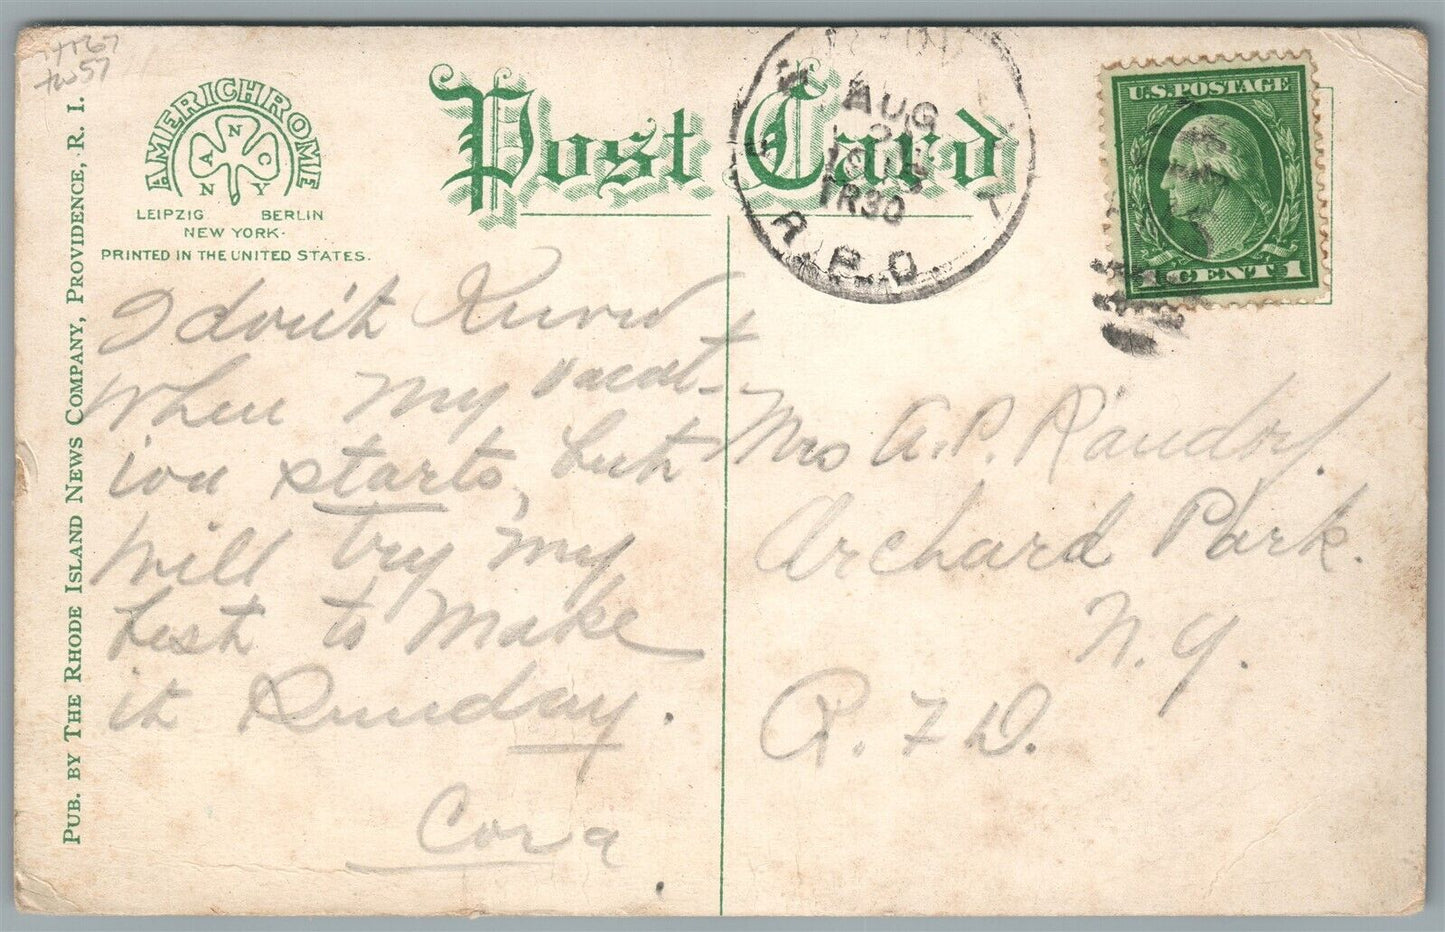 AMERICHROME
A N C
N Y
LEIPZIG BERLIN
NEW YORK.
PRINTED IN THE UNITED STATES.
Post Card
PUB. BY THE RHODE ISLAND NEWS COMPANY, PROVIDENCE, R. I.
AUG
TR30
R.P.O.
U.S.POSTAGE
1 CENT 1
I don't Know
when my vacat-
ion starts, but
will try my
best to make
it Sunday.
Cora
Mrs A.P.
Orchard Park.
N.Y.
R.F.D.